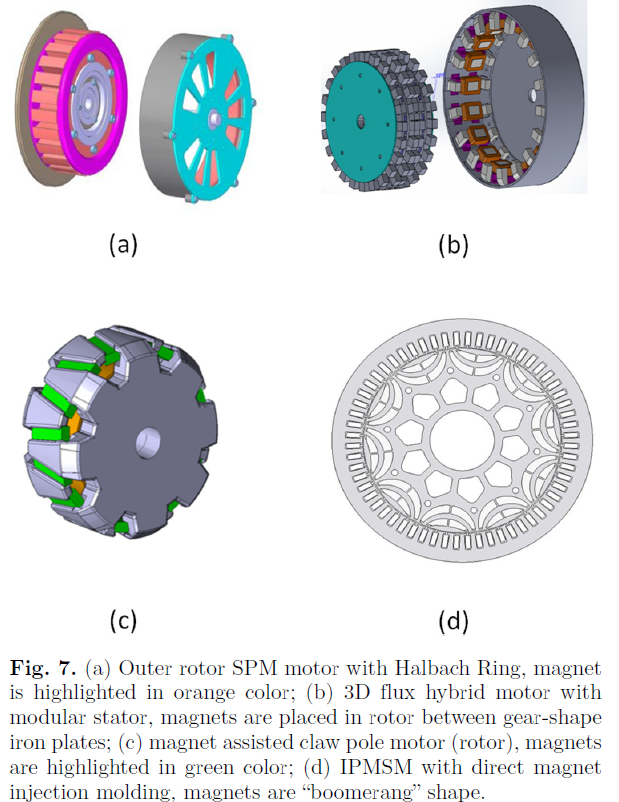 (a)
(b)
(c)
(d)
Fig. 7. (a) Outer rotor SPM motor with Halbach Ring, magnet
is highlighted in orange color; (b) 3D flux hybrid motor with
modular stator, magnets are placed in rotor between gear-shape
iron plates; (c) magnet assisted claw pole motor (rotor), magnets
are highlighted in green color; (d) IPMSM with direct magnet
injection molding, magnets are “boomerang” shape.